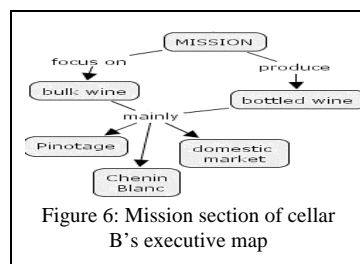 MISSION
focus on
produce
bulk wine
bottled wine
mainly
Pinotage
domestic
market
Chenin
Blanc
Figure 6: Mission section of cellar
B's executive map